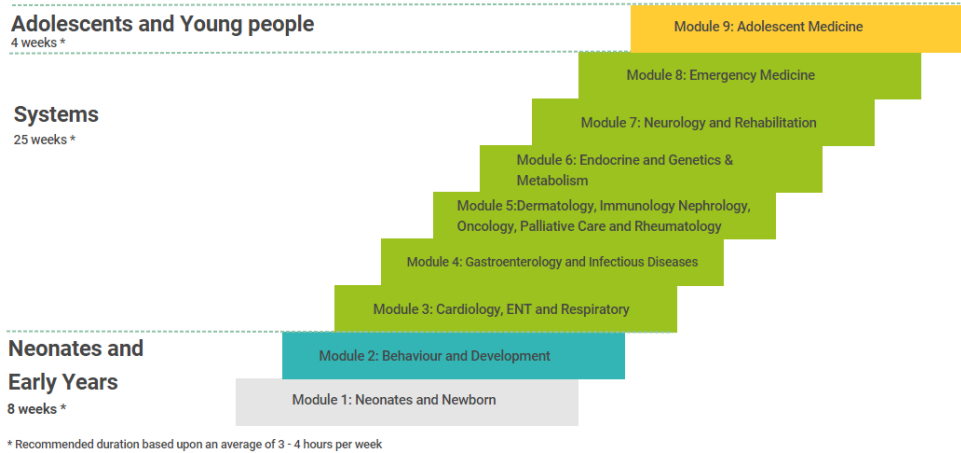 Adolescents and Young people
4 weeks *
Module 9: Adolescent Medicine
Module 8: Emergency Medicine
Systems
25 weeks *
Module 7: Neurology and Rehabilitation
Module 6: Endocrine and Genetics &
Metabolism
Module 5:Dermatology, Immunology Nephrology,
Oncology, Palliative Care and Rheumatology
Module 4: Gastroenterology and Infectious Diseases
Module 3: Cardiology, ENT and Respiratory
Neonates and
Early Years
8 weeks *
Module 2: Behaviour and Development
Module 1: Neonates and Newborn
* Recommended duration based upon an average of 3 - 4 hours per week